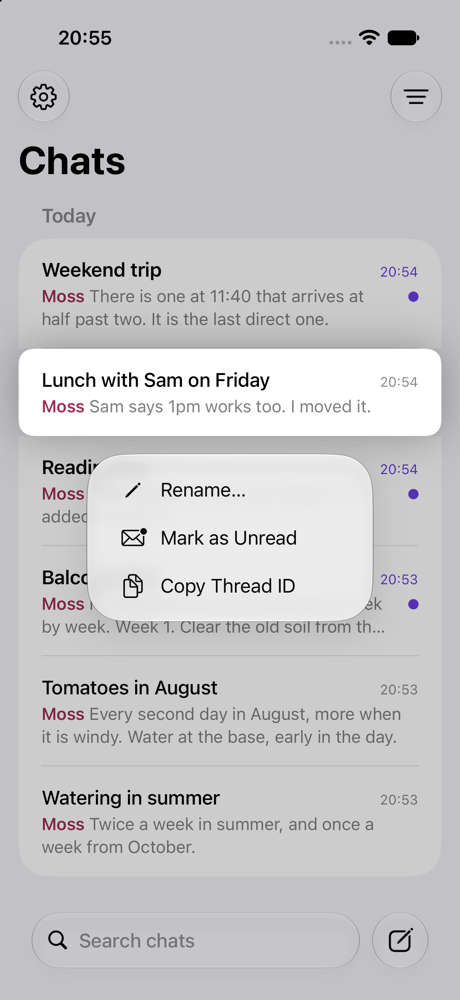 20:55
Chats
Today
Weekend trip 20:54
Moss There is one at 11:40 that arrives at
half past two. It is the last direct one.
Lunch with Sam on Friday 20:54
Moss Sam says 1pm works too. I moved it.
20:54
Moss
added
Rename...
Mark as Unread
Copy Thread ID
20:53
Moss
by week. Week 1. Clear the old soil from th...
Tomatoes in August 20:53
Moss Every second day in August, more when
it is windy. Water at the base, early in the day.
Watering in summer 20:53
Moss Twice a week in summer, and once a
week from October.
Search chats